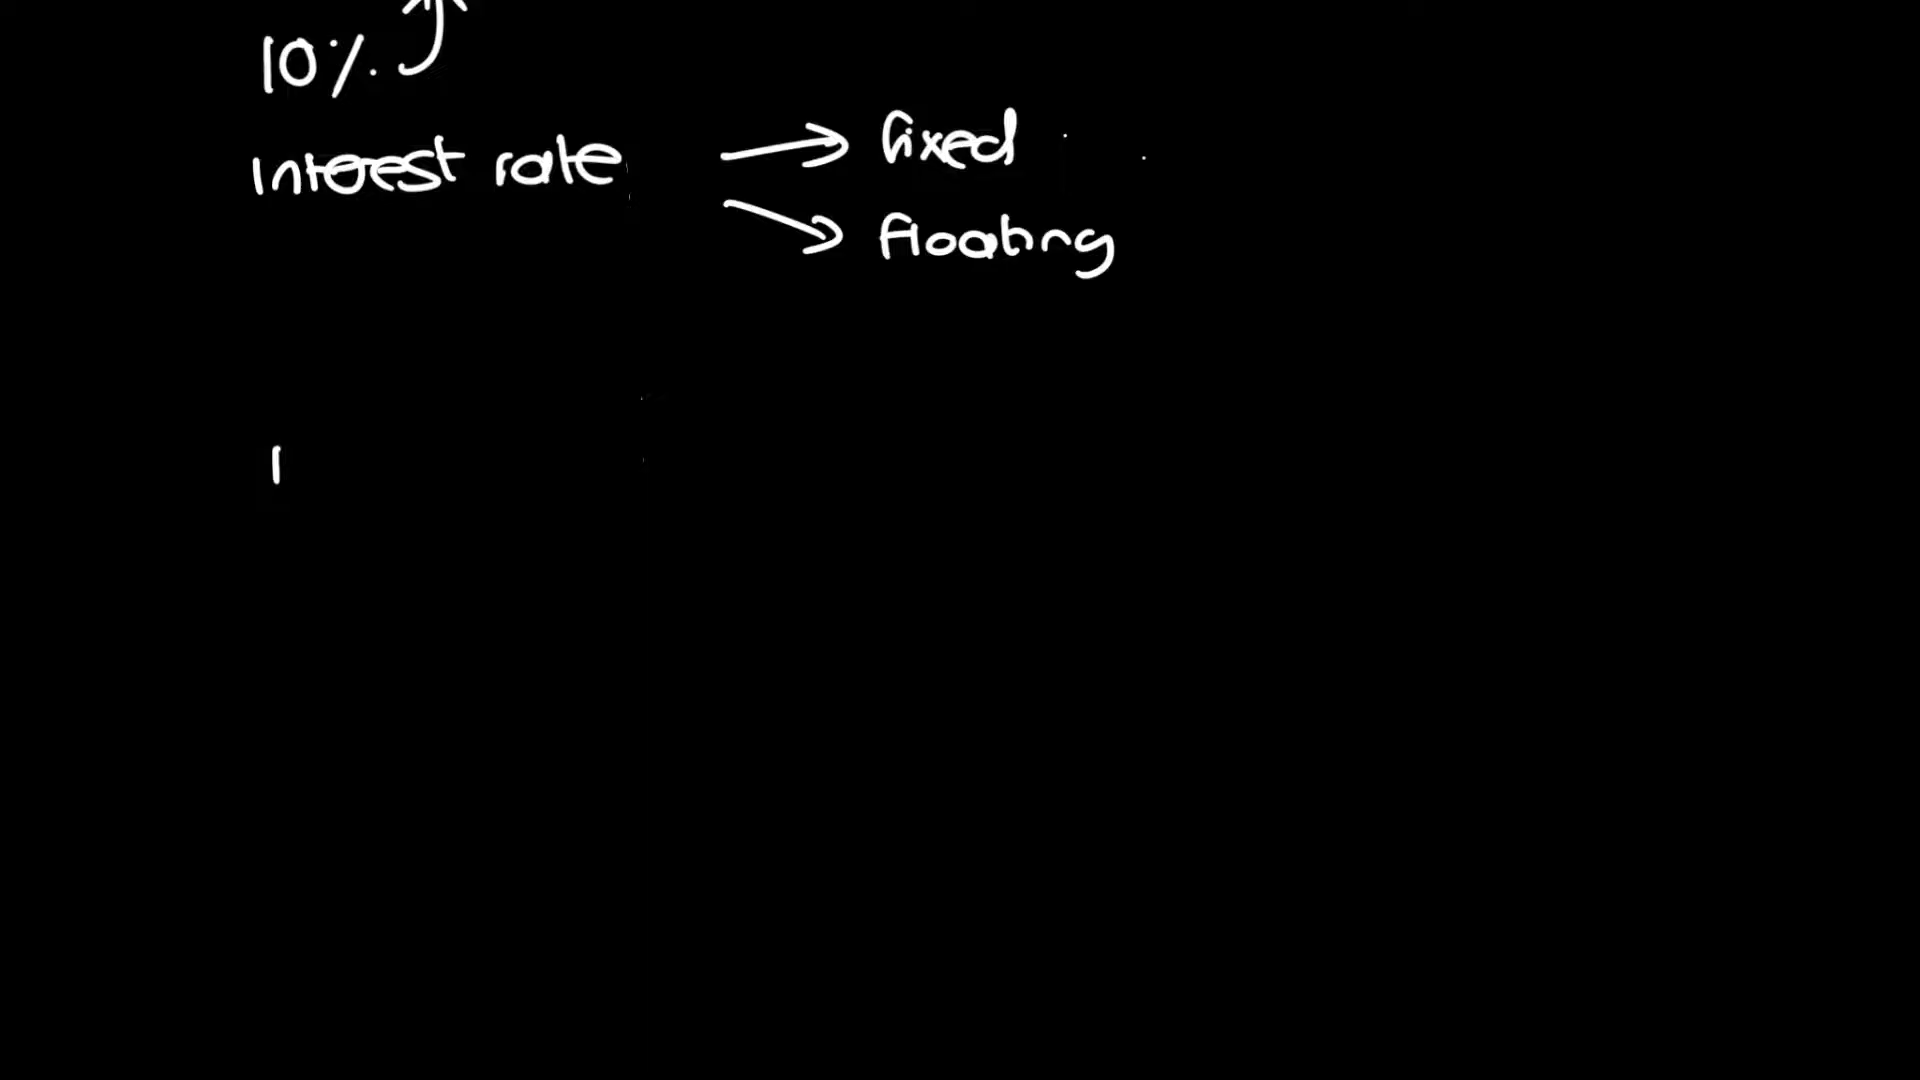 10%.
Interest rate → fixed
→ floating
I